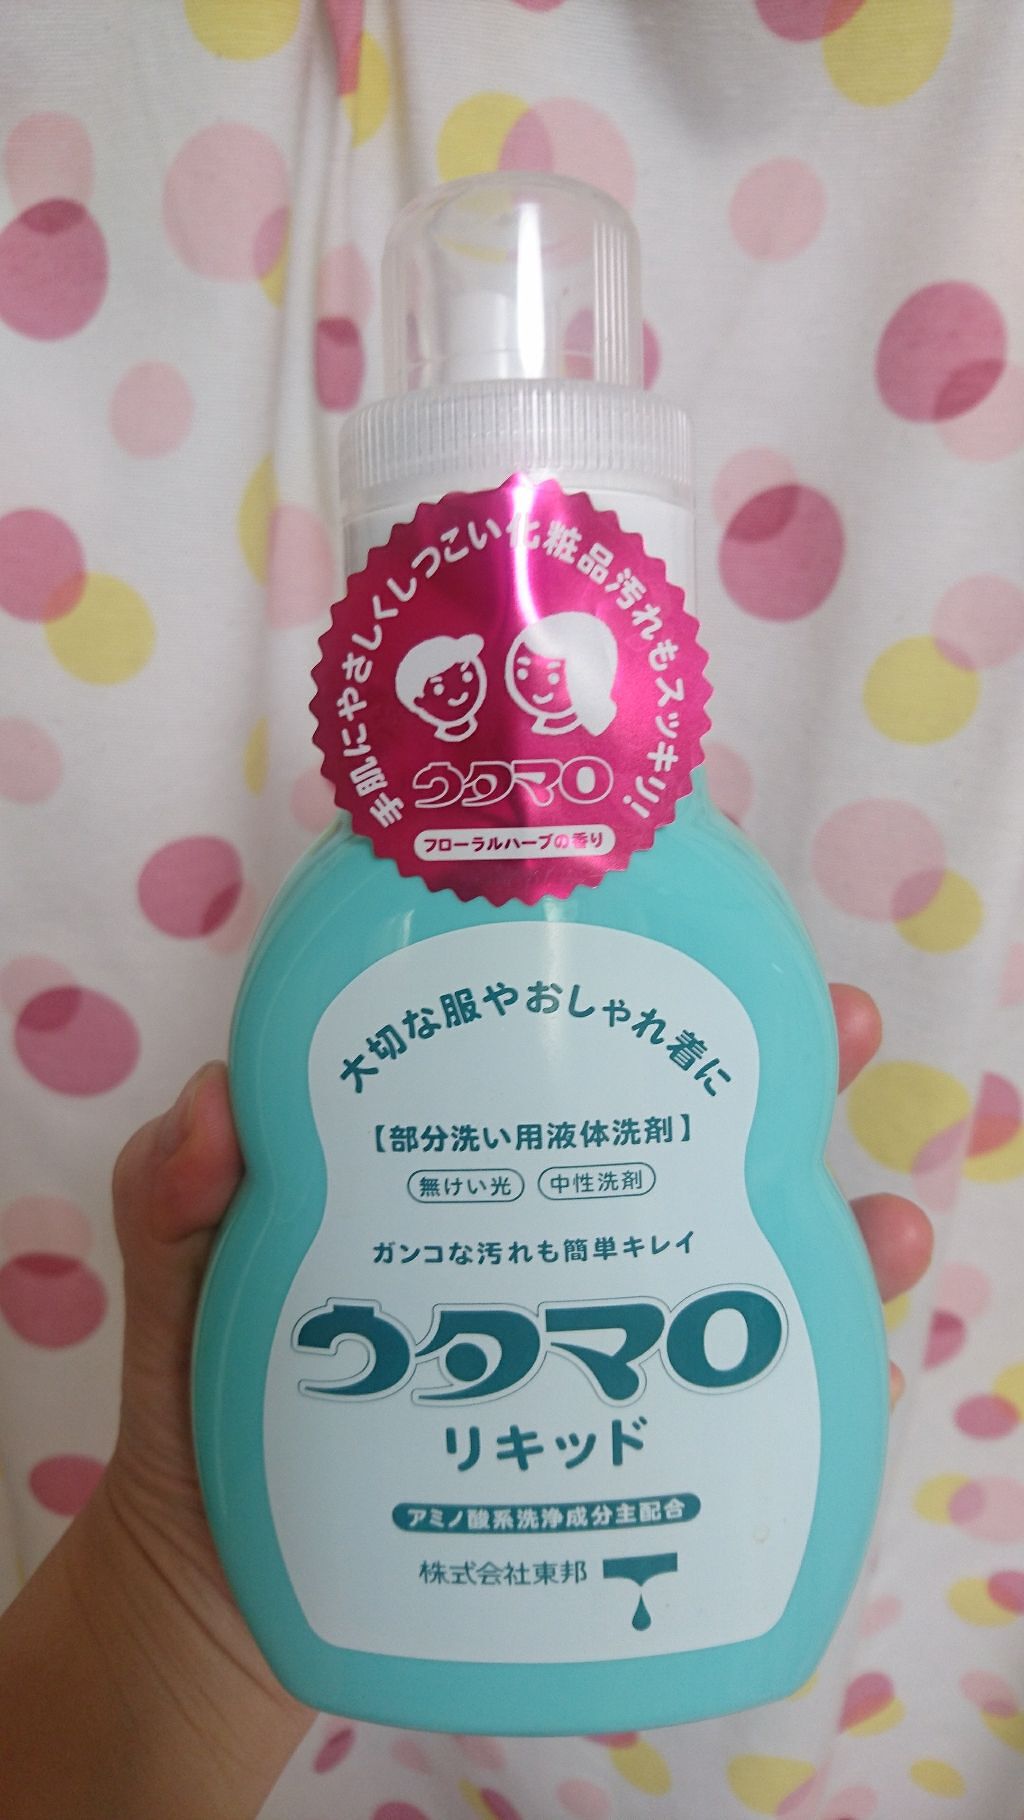 手肌にやさしくしつこい化粧品汚れもスッキリ!
ウタマロ
フローラルハーブの香り
大切な服やおしゃれ着に
【部分洗い用液体洗剤】
無けい光 中性洗剤
ガンコな汚れも簡単キレイ
ウタマロ
リキッド
アミノ酸系洗浄成分主配合
株式会社東邦